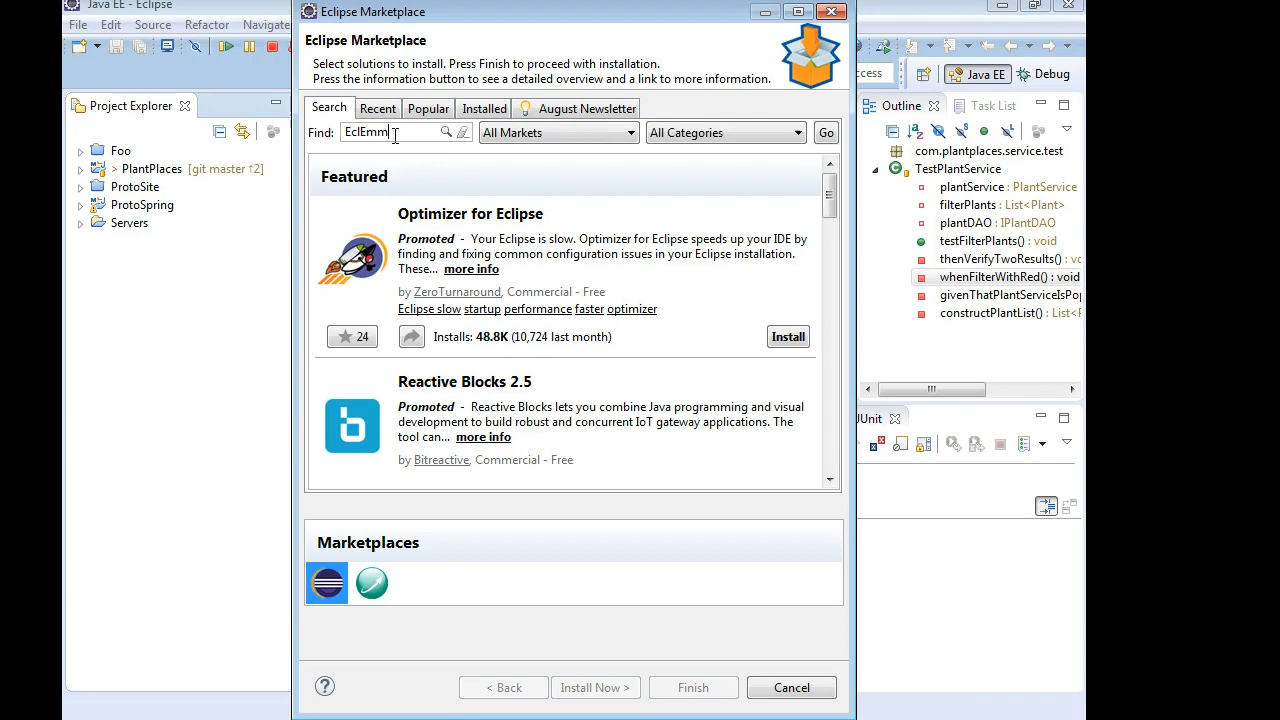 Java EE - Eclipse
File Edit Source Refactor Navigate
Project Explorer
Foo
> PlantPlaces [git master ↑2]
ProtoSite
ProtoSpring
Servers
Eclipse Marketplace
Eclipse Marketplace
Select solutions to install. Press Finish to proceed with installation.
Press the information button to see a detailed overview and a link to more information.
Search Recent Popular Installed August Newsletter
Find: EclEmm All Markets All Categories Go
Featured
Optimizer for Eclipse
Promoted - Your Eclipse is slow. Optimizer for Eclipse speeds up your IDE by
finding and fixing common configuration issues in your Eclipse installation.
These... more info
by ZeroTurnaround, Commercial - Free
Eclipse slow startup performance faster optimizer
24 Installs: 48.8K (10,724 last month) Install
Reactive Blocks 2.5
Promoted - Reactive Blocks lets you combine Java programming and visual
development to build robust and concurrent IoT gateway applications. The
tool can... more info
by Bitreactive, Commercial - Free
Marketplaces
< Back Install Now > Finish Cancel
ccess Java EE Debug
Outline Task List
com.plantplaces.service.test
TestPlantService
plantService : PlantService
filterPlants : List<Plant>
plantDAO : IPlantDAO
testFilterPlants() : void
thenVerifyTwoResults() : vo
whenFilterWithRed() : void
givenThatPlantServiceIsPop
constructPlantList() : List<P
JUnit